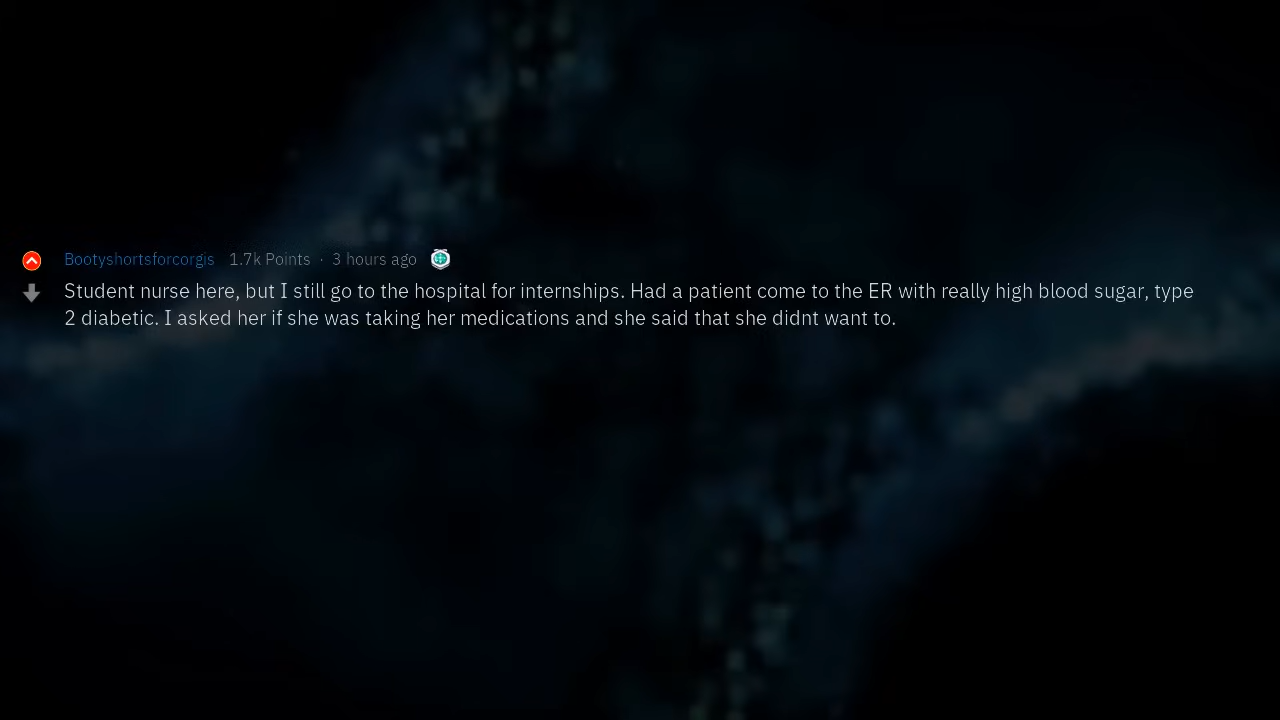 Bootyshortsforcorgis 1.7k Points · 3 hours ago
Student nurse here, but I still go to the hospital for internships. Had a patient come to the ER with really high blood sugar, type
2 diabetic. I asked her if she was taking her medications and she said that she didnt want to.